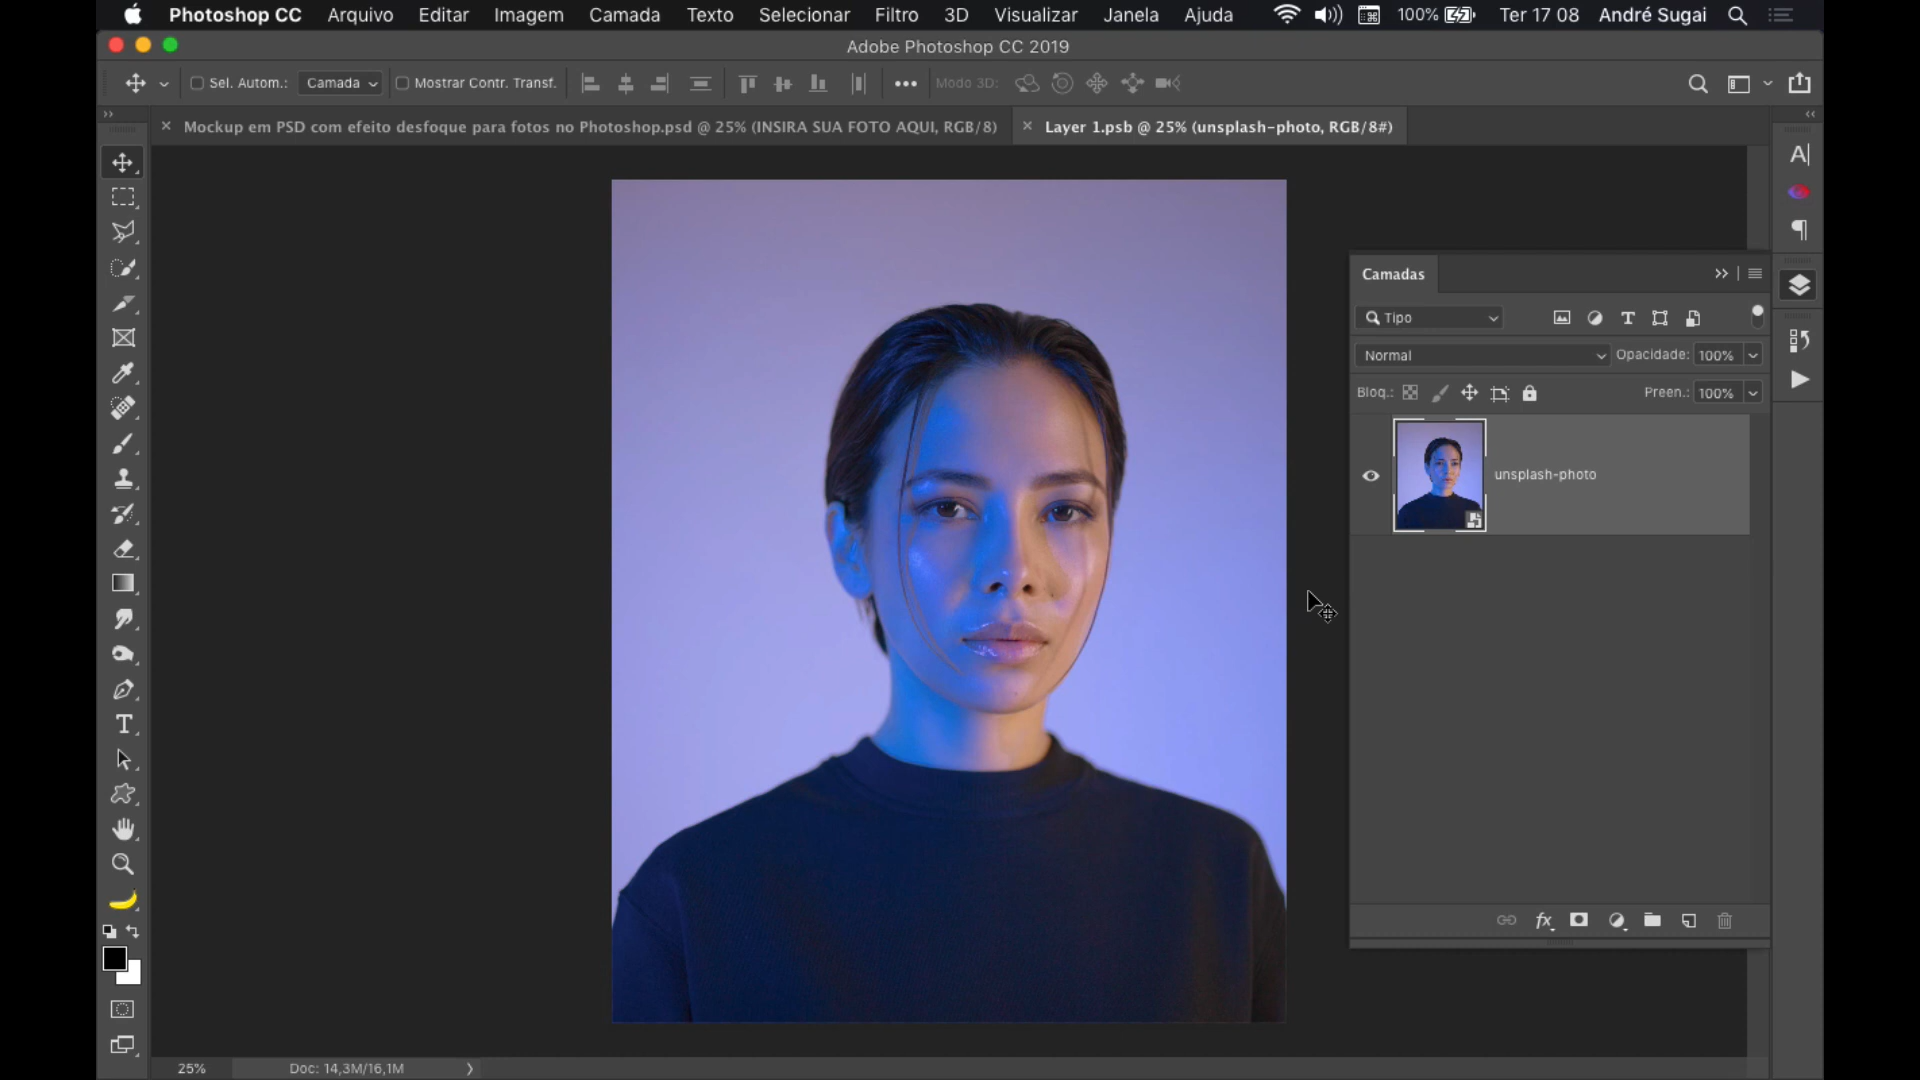 Photoshop CC Arquivo Editar Imagem Camada Texto Selecionar Filtro 3D Visualizar Janela Ajuda 100% Ter 17 08 André Sugai
Adobe Photoshop CC 2019
Sel. Autom.: Camada Mostrar Contr. Transf. Modo 3D:
Mockup em PSD com efeito desfoque para fotos no Photoshop.psd @ 25% (INSIRA SUA FOTO AQUI, RGB/8)
Layer 1.psb @ 25% (unsplash-photo, RGB/8#)
Camadas
Tipo
Normal Opacidade: 100%
Bloq.: Preen.: 100%
unsplash-photo
25% Doc: 14,3M/16,1M